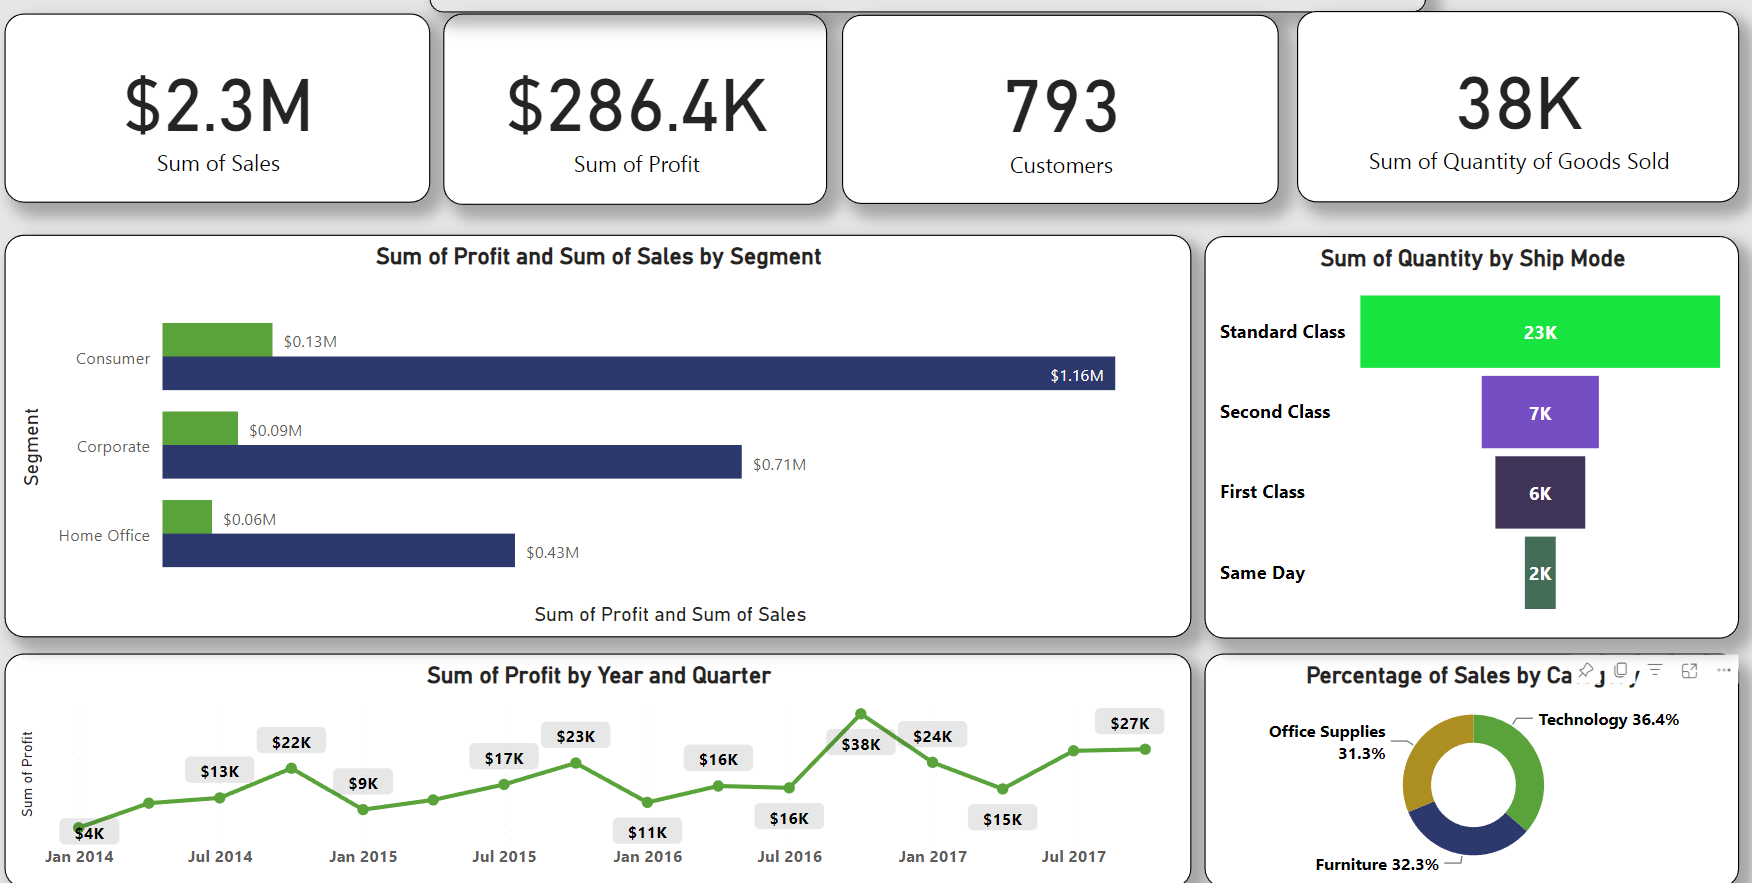 $2.3M
Sum of Sales
$286.4K
Sum of Profit
793
Customers
38K
Sum of Quantity of Goods Sold
Sum of Profit and Sum of Sales by Segment
Segment
Consumer
$0.13M
$1.16M
Corporate
$0.09M
$0.71M
Home Office
$0.06M
$0.43M
Sum of Profit and Sum of Sales
Sum of Quantity by Ship Mode
Standard Class
23K
Second Class
7K
First Class
6K
Same Day
2K
Sum of Profit by Year and Quarter
Sum of Profit
$4K
$13K
$22K
$9K
$17K
$23K
$11K
$16K
$16K
$38K
$24K
$15K
$27K
Jan 2014
Jul 2014
Jan 2015
Jul 2015
Jan 2016
Jul 2016
Jan 2017
Jul 2017
Percentage of Sales by
Technology 36.4%
Office Supplies
31.3%
Furniture 32.3%